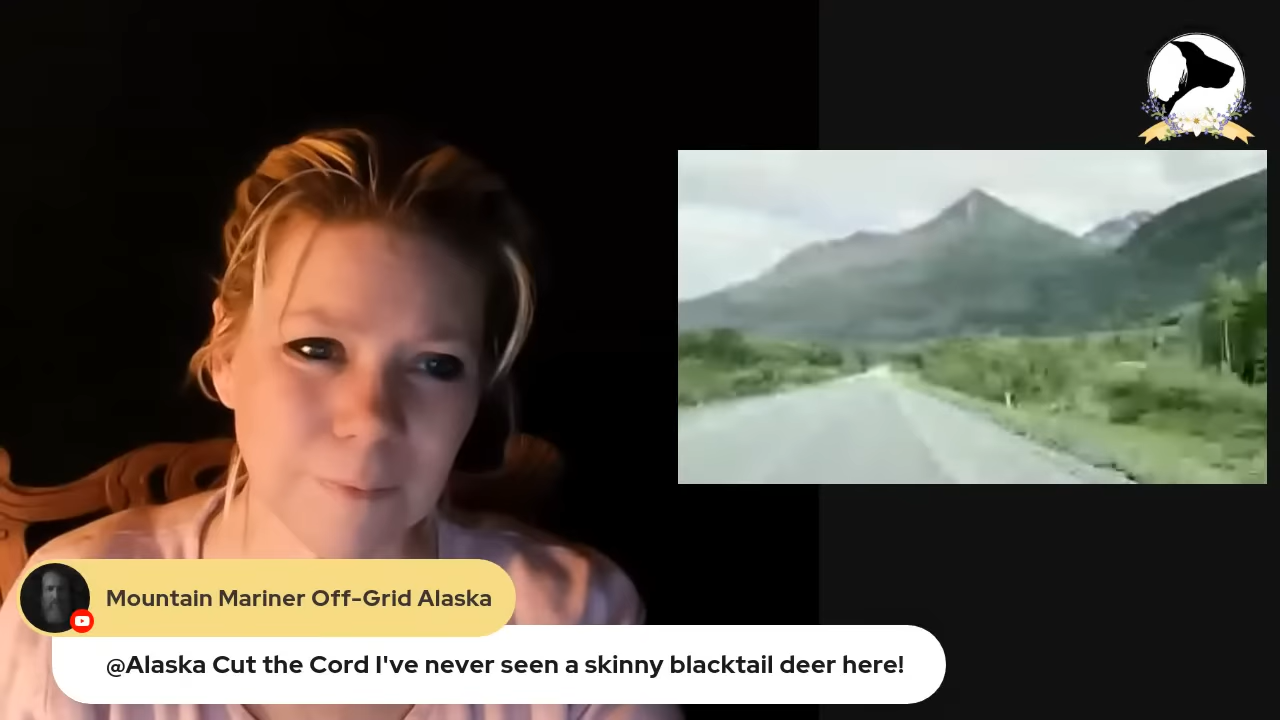 Mountain Mariner Off-Grid Alaska
@Alaska Cut the Cord I've never seen a skinny blacktail deer here!